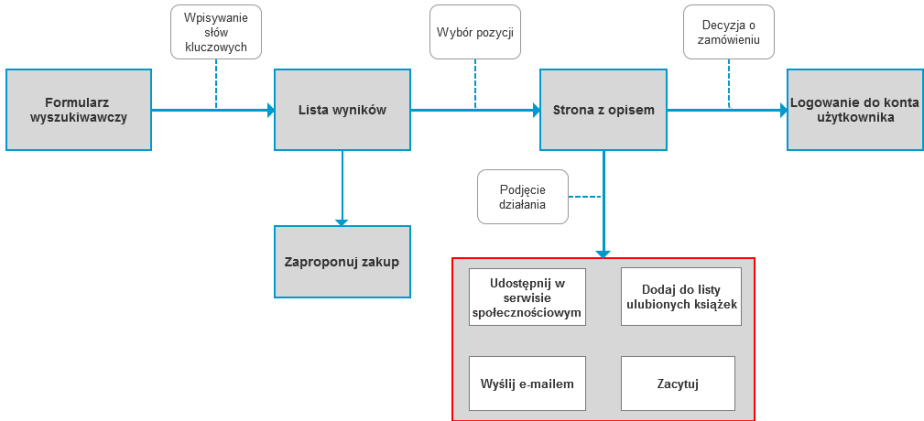 Wpisywanie
słów
kluczowych
Wybór pozycji
Decyzja o
zamówieniu
Formularz
wyszukiwawczy
Lista wyników
Strona z opisem
Logowanie do konta
użytkownika
Podjęcie
działania
Zaproponuj zakup
Udostępnij w
serwisie
społecznościowym
Dodaj do listy
ulubionych książek
Wyślij e-mailem
Zacytuj